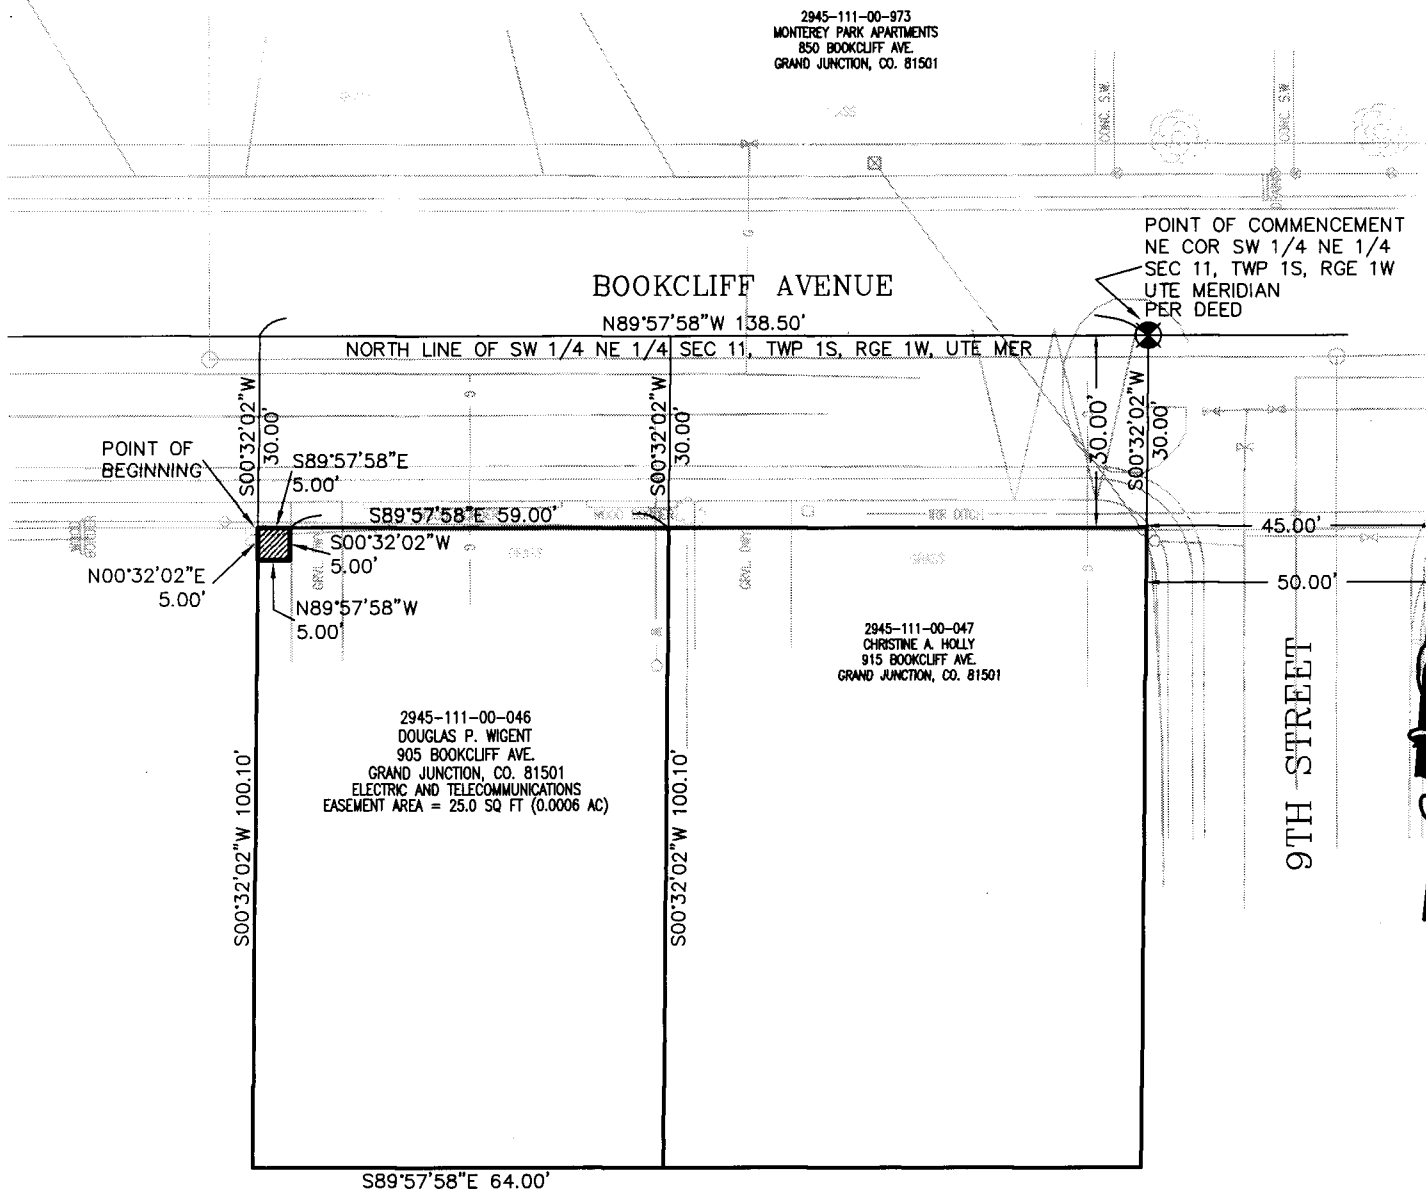 2945-111-00-973
MONTEREY PARK APARTMENTS
850 BOOKCLIFF AVE.
GRAND JUNCTION, CO. 81501
CONC. S.W.
CONC. S.W.
POINT OF COMMENCEMENT
NE COR SW 1/4 NE 1/4
SEC 11, TWP 1S, RGE 1W
UTE MERIDIAN
PER DEED
G
BOOKCLIFF AVENUE
N89°57'58"W 138.50'
NORTH LINE OF SW 1/4 NE 1/4 SEC 11, TWP 1S, RGE 1W, UTE MER
S00°32'02"W
30.00'
S00°32'02"W
30.00'
30.00'
S00°32'02"W
30.00'
POINT OF
BEGINNING
S89°57'58"E
5.00'
S89°57'58"E 59.00'
IRR DITCH
45.00'
S00°32'02"W
5.00'
GRASS
GRVL DWY
N00°32'02"E
5.00'
50.00'
N89°57'58"W
5.00'
2945-111-00-047
CHRISTINE A. HOLLY
915 BOOKCLIFF AVE.
GRAND JUNCTION, CO. 81501
9TH STREET
2945-111-00-046
DOUGLAS P. WIGENT
905 BOOKCLIFF AVE.
GRAND JUNCTION, CO. 81501
ELECTRIC AND TELECOMMUNICATIONS
EASEMENT AREA = 25.0 SQ FT (0.0006 AC)
S00°32'02"W 100.10'
S00°32'02"W 100.10'
S89°57'58"E 64.00'